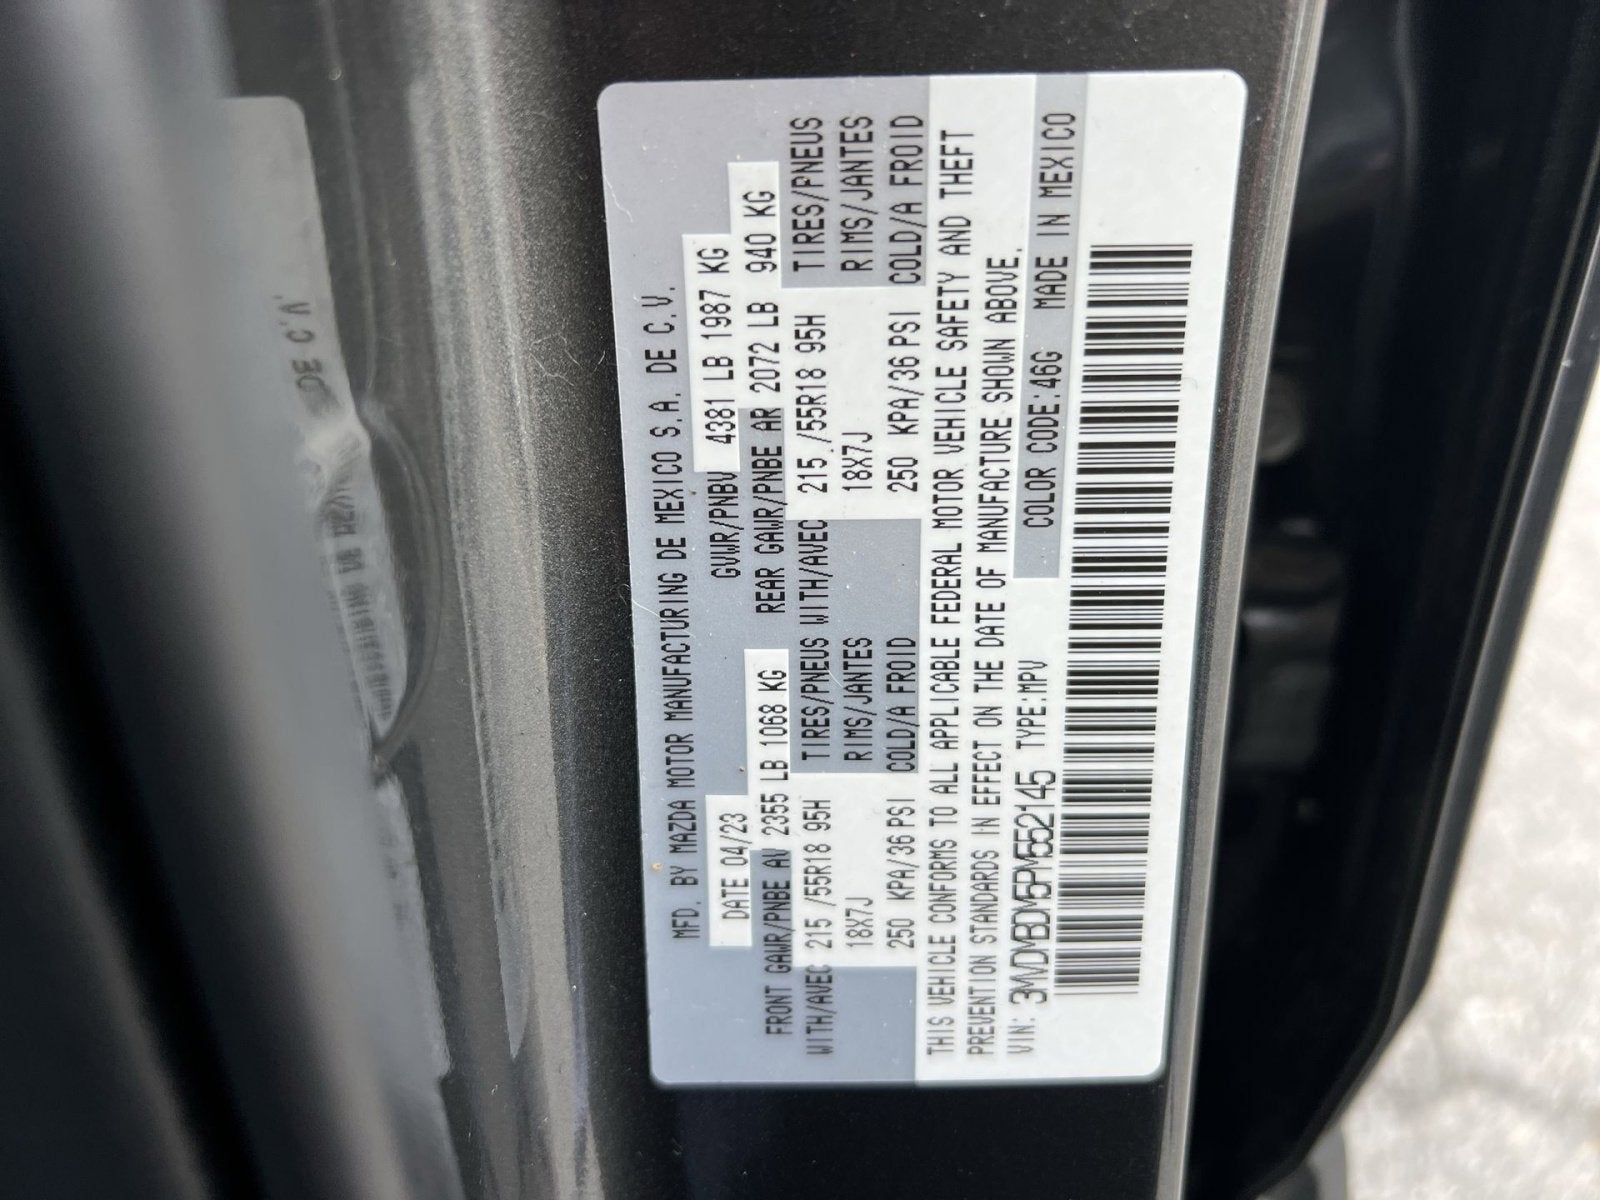 MFD. BY MAZDA MOTOR MANUFACTURING DE MEXICO S.A. DE C.V.
DATE 04/23 GVWR/PNBV 4381 LB 1987 KG
FRONT GAWR/PNBE AV 2355 LB 1068 KG REAR GAWR/PNBE AR 2072 LB 940 KG
WITH/AVEC 215 /55R18 95H TIRES/PNEUS WITH/AVEC 215 /55R18 95H TIRES/PNEUS
18X7J RIMS/JANTES 18X7J RIMS/JANTES
250 KPA/36 PSI COLD/A FROID 250 KPA/36 PSI COLD/A FROID
THIS VEHICLE CONFORMS TO ALL APPLICABLE FEDERAL MOTOR VEHICLE SAFETY AND THEFT
PREVENTION STANDARDS IN EFFECT ON THE DATE OF MANUFACTURE SHOWN ABOVE.
VIN: 3MVDMBDM5PM552145 TYPE:MPV COLOR CODE:46G MADE IN MEXICO
DE C.V.